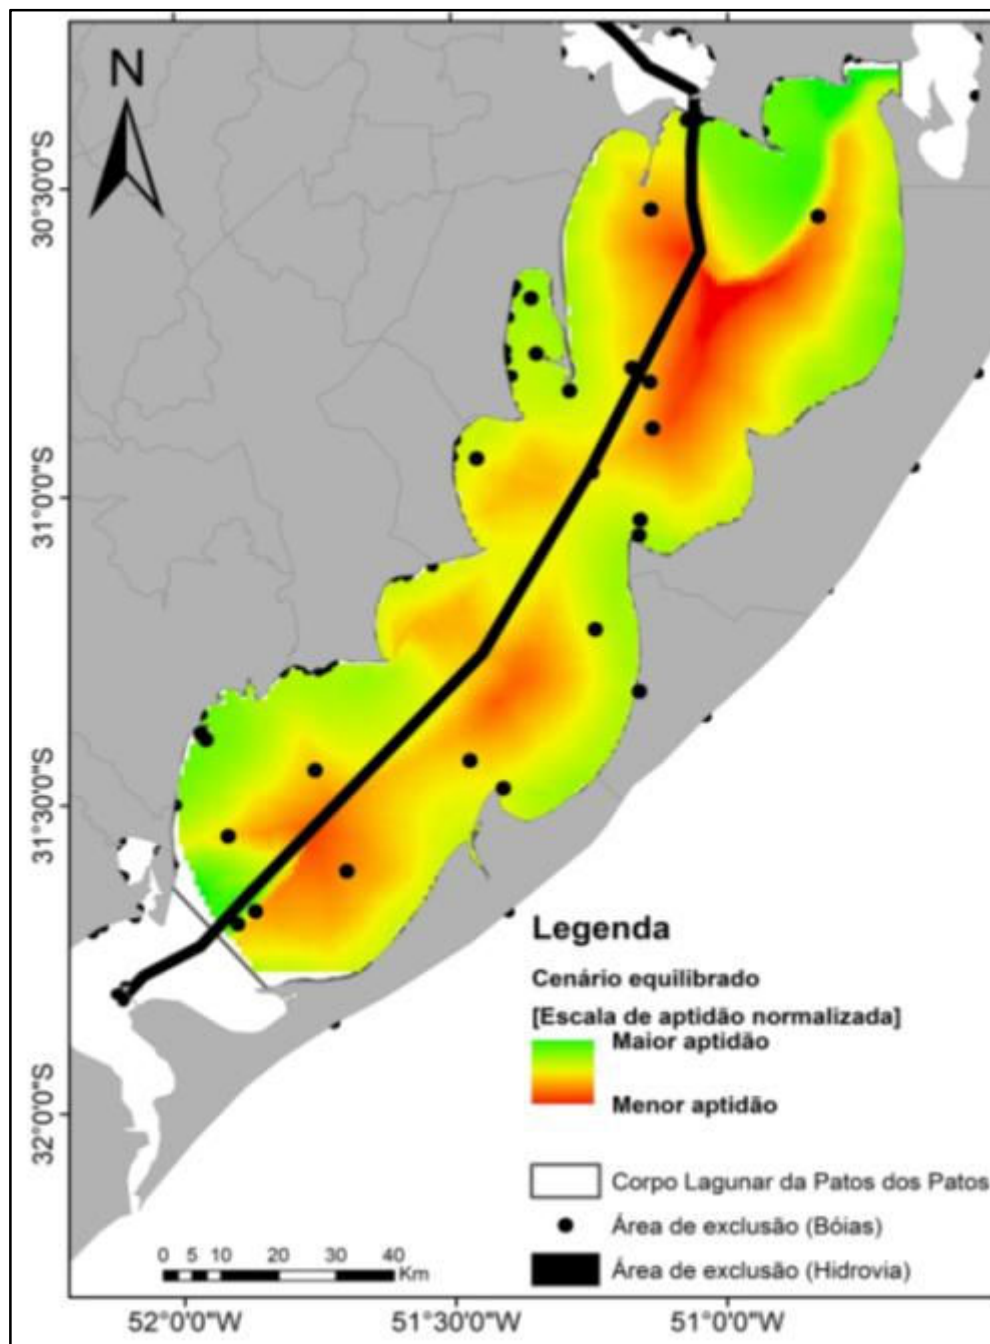 N
30°30'0"S
31°0'0"S
31°30'0"S
32°0'0"S
Legenda
Cenário equilibrado
[Escala de aptidão normalizada]
Maior aptidão
Menor aptidão
Corpo Lagunar da Patos dos Patos
Área de exclusão (Bóias)
Área de exclusão (Hidrovia)
0 5 10 20 30 40
Km
52°0'0"W 51°30'0"W 51°0'0"W